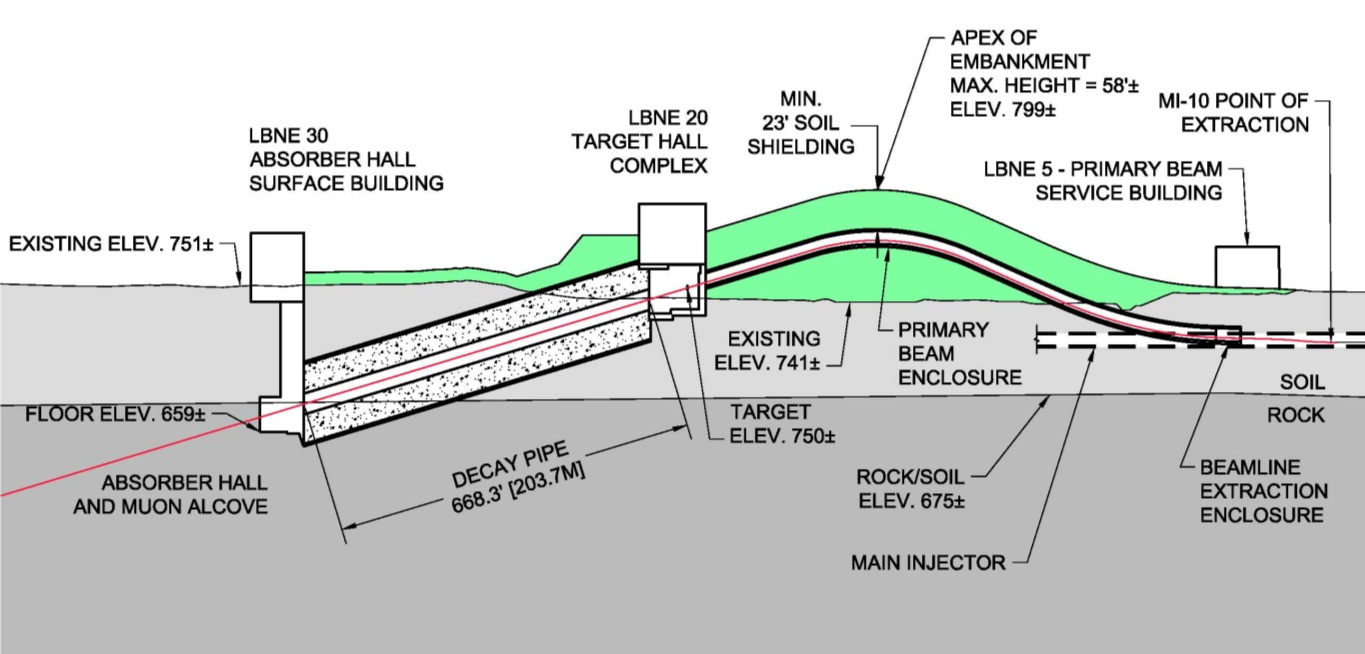 APEX OF
EMBANKMENT
MAX. HEIGHT = 58'±
ELEV. 799±
MIN.
23' SOIL
SHIELDING
MI-10 POINT OF
EXTRACTION
LBNE 20
TARGET HALL
COMPLEX
LBNE 30
ABSORBER HALL
SURFACE BUILDING
LBNE 5 - PRIMARY BEAM
SERVICE BUILDING
EXISTING ELEV. 751±
EXISTING
ELEV. 741±
PRIMARY
BEAM
ENCLOSURE
SOIL
ROCK
FLOOR ELEV. 659±
TARGET
ELEV. 750±
DECAY PIPE
668.3' [203.7M]
ABSORBER HALL
AND MUON ALCOVE
ROCK/SOIL
ELEV. 675±
BEAMLINE
EXTRACTION
ENCLOSURE
MAIN INJECTOR